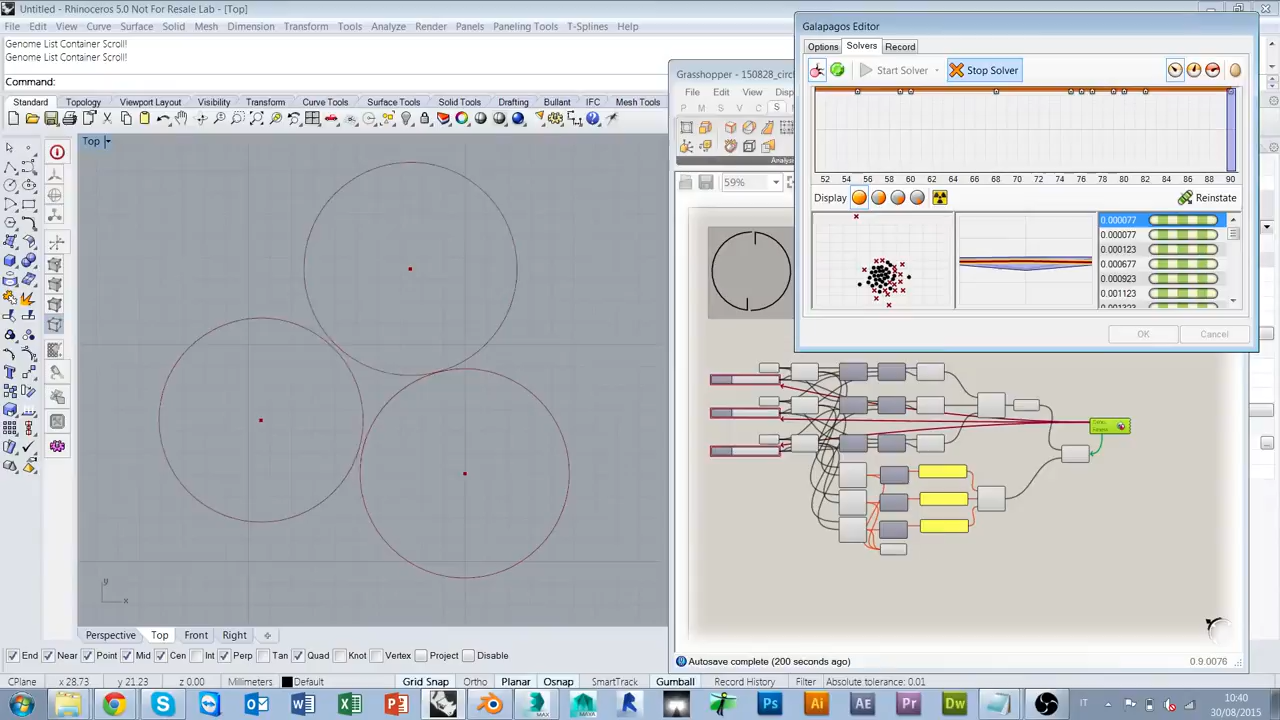 Untitled - Rhinoceros 5.0 Not For Resale Lab - [Top]
File Edit View Curve Surface Solid Mesh Dimension Transform Tools Analyze Render Panels Paneling Tools T-Splines Help
Genome List Container Scroll!
Genome List Container Scroll!
Command:
Standard Topology Viewport Layout Visibility Transform Curve Tools Surface Tools Solid Tools Drafting Bullant IFC Mesh Tools
Top
y
x
Perspective Top Front Right
End Near Point Mid Cen Int Perp Tan Quad Knot Vertex Project Disable
CPlane x 28.73 y 21.23 z 0.00 Millimeters Default Grid Snap Ortho Planar Osnap SmartTrack Gumball Record History Filter Absolute tolerance: 0.01
Grasshopper - 150828_circ
File Edit View Disp
P M S
Analysis
59%
Autosave complete (200 seconds ago)
0.9.0076
Galapagos Editor
Options Solvers Record
Start Solver Stop Solver
52 54 56 58 60 62 64 66 68 70 72 74 76 78 80 82 84 86 88 90
Display Reinstate
0.000077
0.000077
0.000123
0.000677
0.000923
0.001123
OK Cancel
IT
10:40
30/08/2015